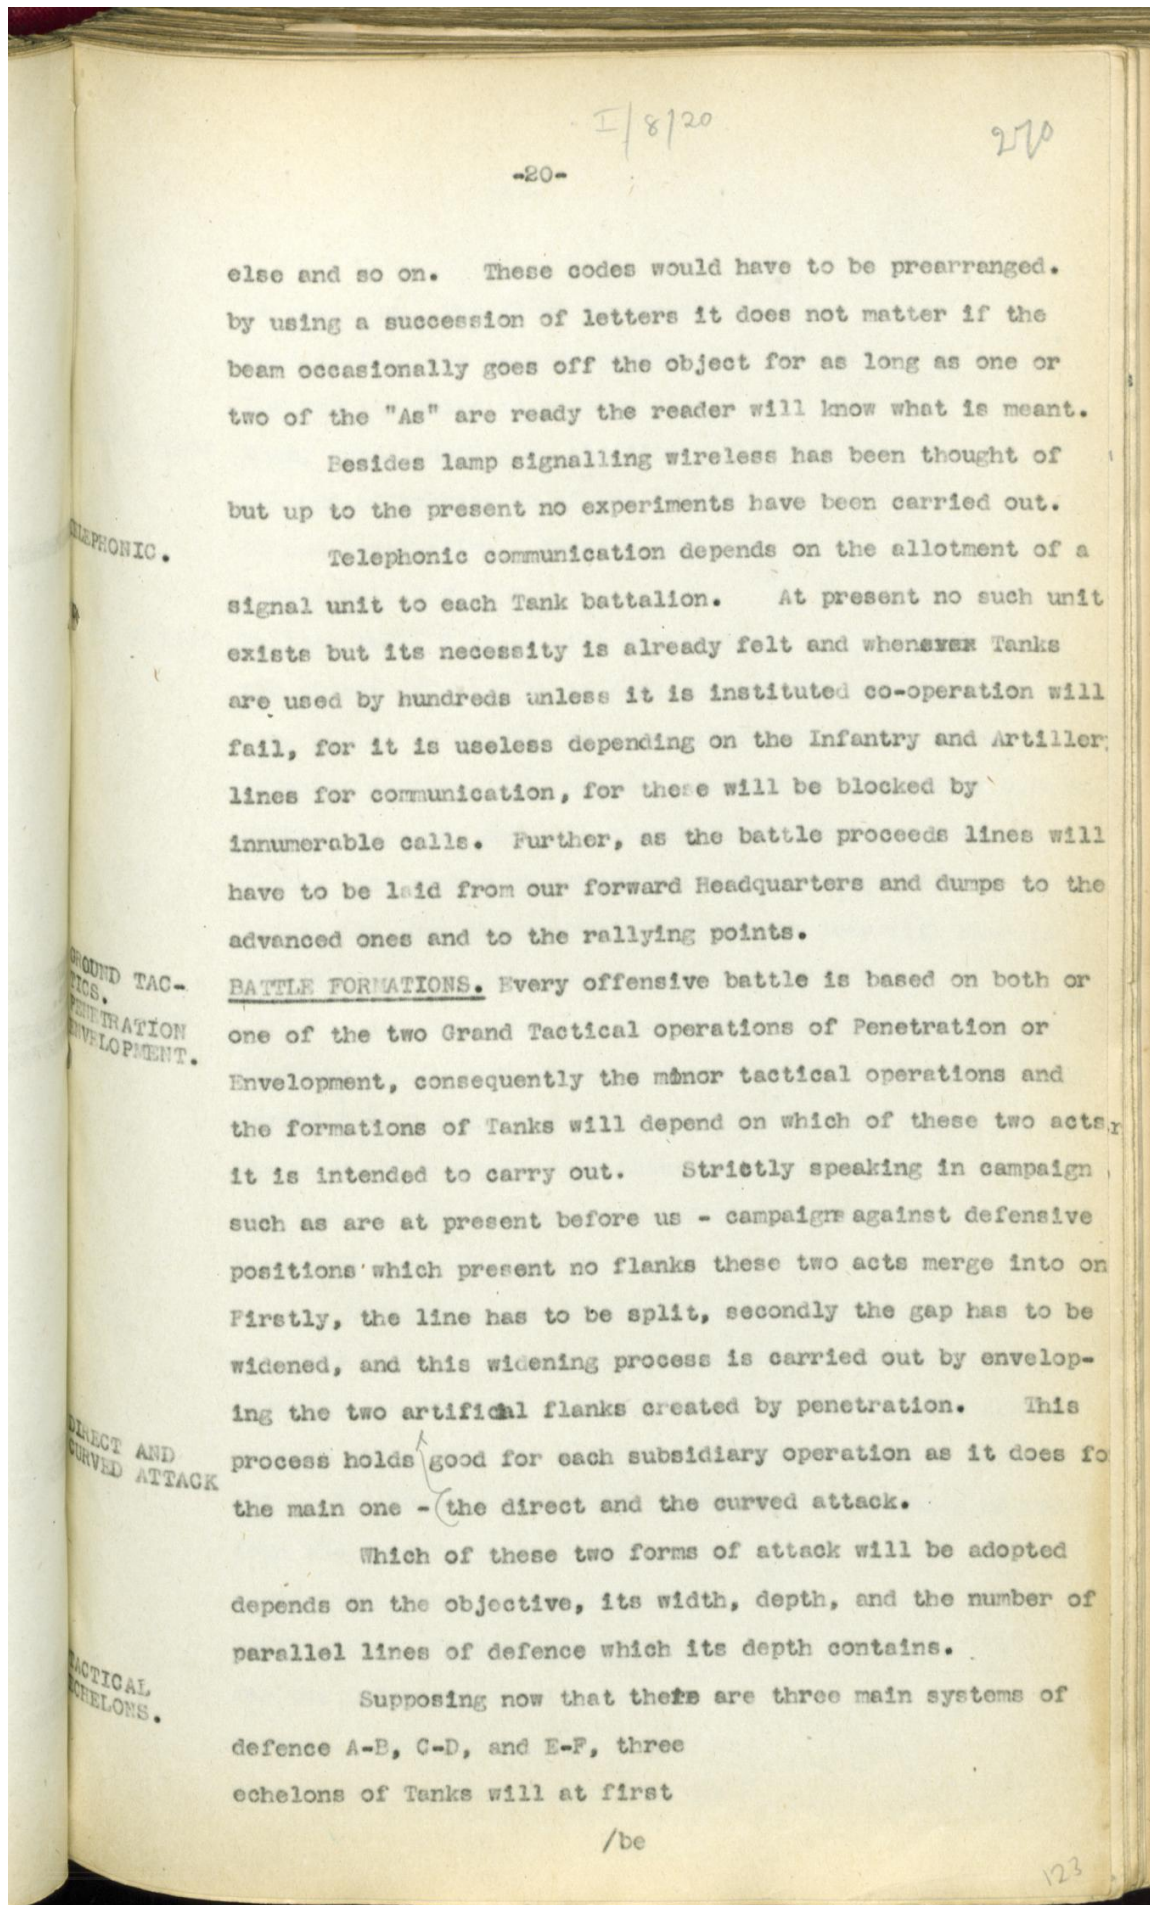 I/8/20
270
-20-
else and so on. These codes would have to be prearranged.
by using a succession of letters it does not matter if the
beam occasionally goes off the object for as long as one or
two of the "As" are ready the reader will know what is meant.
Besides lamp signalling wireless has been thought of
but up to the present no experiments have been carried out.
TELEPHONIC.
Telephonic communication depends on the allotment of a
signal unit to each Tank battalion. At present no such unit
exists but its necessity is already felt and when Tanks
are used by hundreds unless it is instituted co-operation will
fail, for it is useless depending on the Infantry and Artiller
lines for communication, for these will be blocked by
innumerable calls. Further, as the battle proceeds lines will
have to be laid from our forward Headquarters and dumps to the
advanced ones and to the rallying points.
GROUND TAC-
TICS.
PENETRATION
ENVELOPMENT.
BATTLE FORMATIONS. Every offensive battle is based on both or
one of the two Grand Tactical operations of Penetration or
Envelopment, consequently the minor tactical operations and
the formations of Tanks will depend on which of these two acts
it is intended to carry out. Strictly speaking in campaign
such as are at present before us - campaigns against defensive
positions which present no flanks these two acts merge into on
Firstly, the line has to be split, secondly the gap has to be
widened, and this widening process is carried out by envelop-
ing the two artificial flanks created by penetration. This
DIRECT AND
CURVED ATTACK
process holds good for each subsidiary operation as it does fo
the main one - (the direct and the curved attack.
Which of these two forms of attack will be adopted
depends on the objective, its width, depth, and the number of
parallel lines of defence which its depth contains.
TACTICAL
ECHELONS.
Supposing now that there are three main systems of
defence A-B, C-D, and E-F, three
echelons of Tanks will at first
/be
123